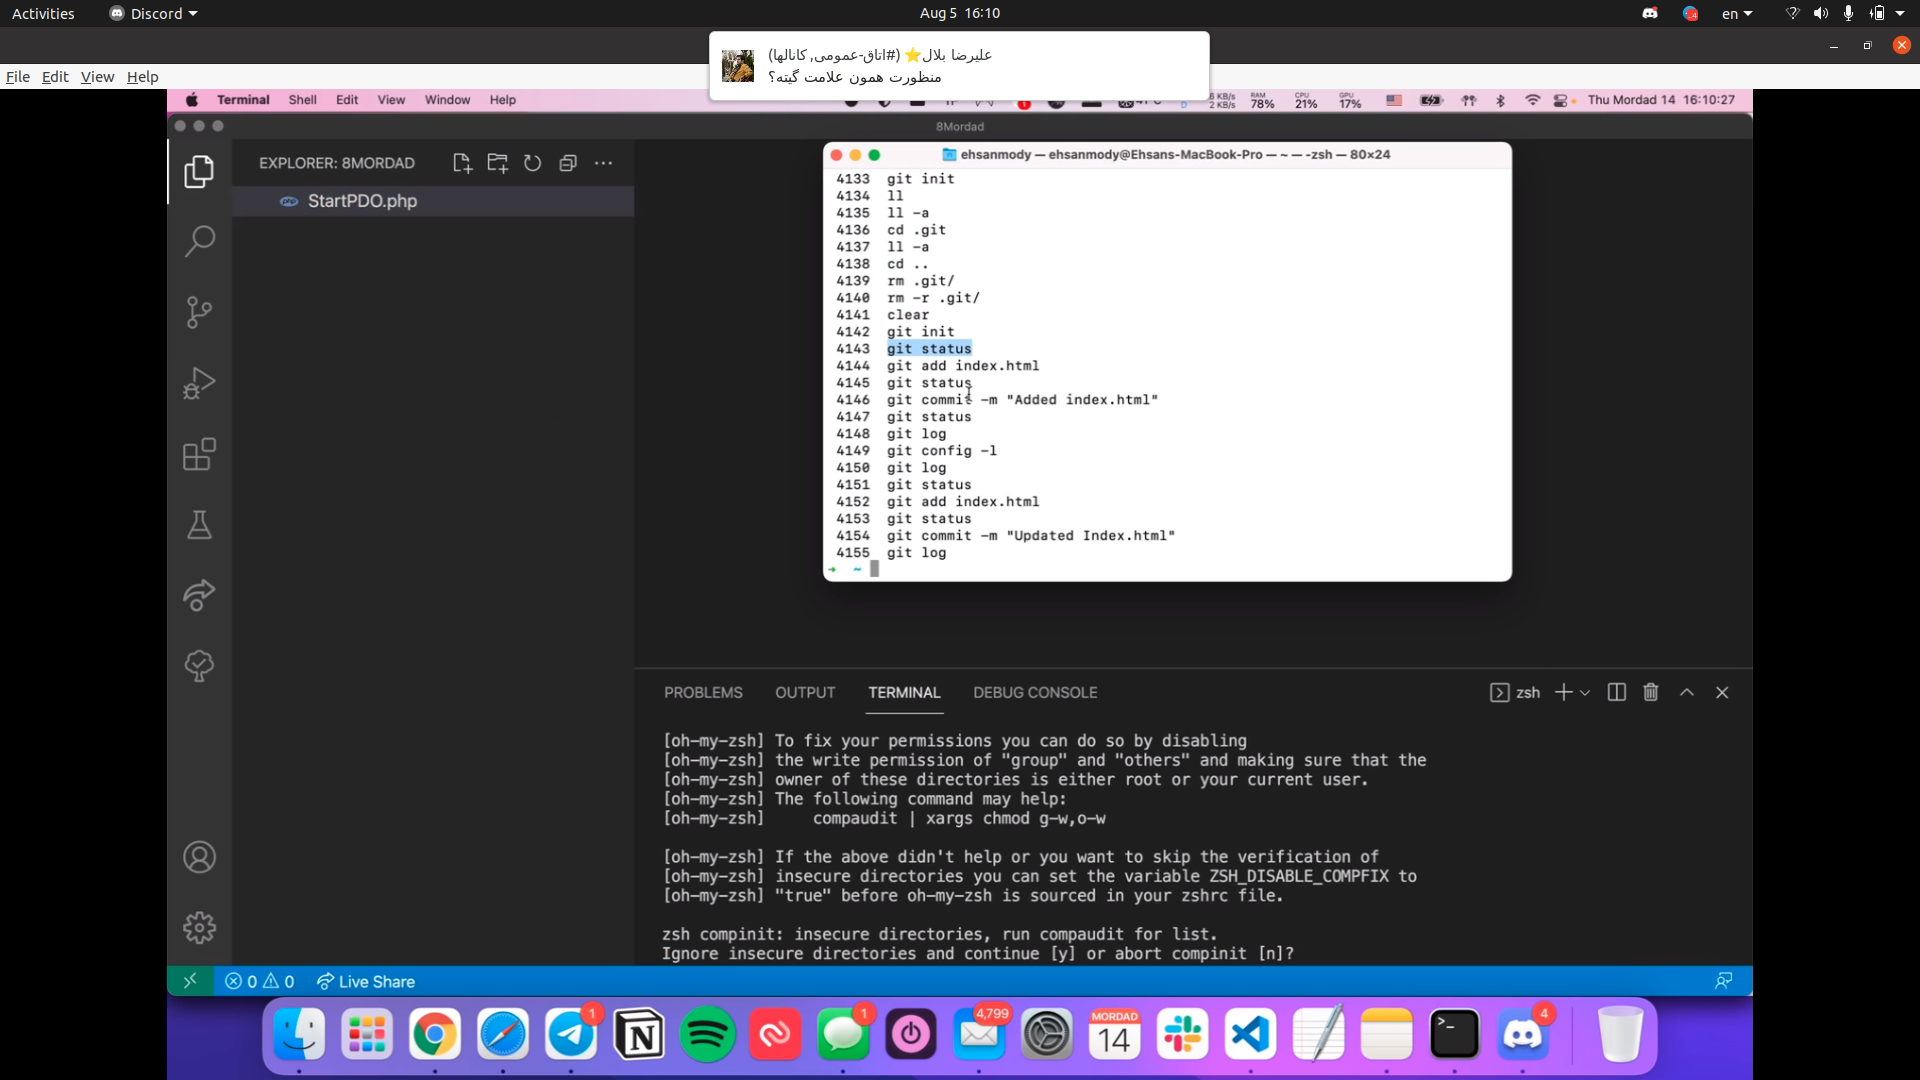 Activities
Discord
Aug 5 16:10
en
علیرضا بلال⭐ (#اتاق-عمومی, کانالها)
منظورت همون علامت گیته؟
File Edit View Help
Terminal Shell Edit View Window Help
6 KB/s
2 KB/s
RAM
78%
CPU
21%
GPU
17%
Thu Mordad 14 16:10:27
8Mordad
EXPLORER: 8MORDAD
StartPDO.php
ehsanmody — ehsanmody@Ehsans-MacBook-Pro — ~ — -zsh — 80×24
4133 git init
4134 ll
4135 ll -a
4136 cd .git
4137 ll -a
4138 cd ..
4139 rm .git/
4140 rm -r .git/
4141 clear
4142 git init
4143 git status
4144 git add index.html
4145 git status
4146 git commit -m "Added index.html"
4147 git status
4148 git log
4149 git config -l
4150 git log
4151 git status
4152 git add index.html
4153 git status
4154 git commit -m "Updated Index.html"
4155 git log
→ ~
PROBLEMS OUTPUT TERMINAL DEBUG CONSOLE
zsh
[oh-my-zsh] To fix your permissions you can do so by disabling
[oh-my-zsh] the write permission of "group" and "others" and making sure that the
[oh-my-zsh] owner of these directories is either root or your current user.
[oh-my-zsh] The following command may help:
[oh-my-zsh] compaudit | xargs chmod g-w,o-w
[oh-my-zsh] If the above didn't help or you want to skip the verification of
[oh-my-zsh] insecure directories you can set the variable ZSH_DISABLE_COMPFIX to
[oh-my-zsh] "true" before oh-my-zsh is sourced in your zshrc file.
zsh compinit: insecure directories, run compaudit for list.
Ignore insecure directories and continue [y] or abort compinit [n]?
0 0 Live Share
1
1
4,799
MORDAD
14
4